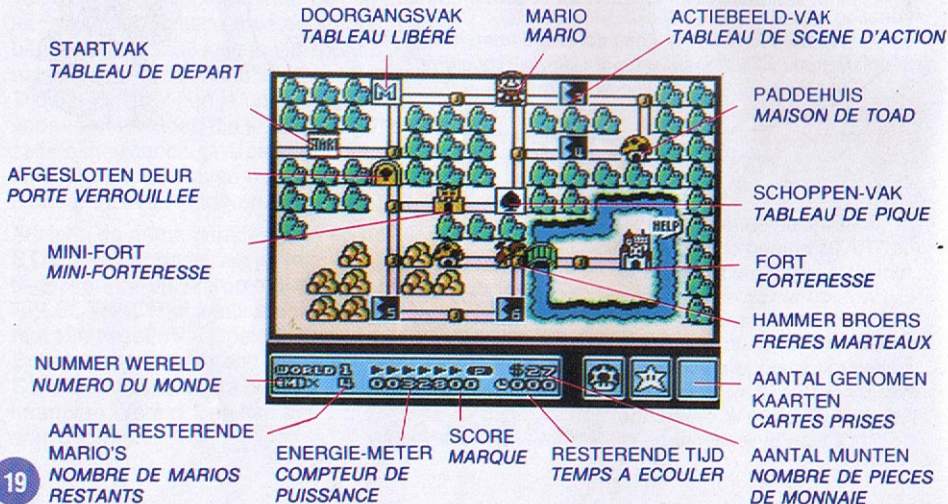 DOORGANGSVAK
TABLEAU LIBÉRÉ
MARIO
MARIO
ACTIEBEELD-VAK
TABLEAU DE SCENE D'ACTION
STARTVAK
TABLEAU DE DEPART
PADDEHUIS
MAISON DE TOAD
AFGESLOTEN DEUR
PORTE VERROUILLEE
SCHOPPEN-VAK
TABLEAU DE PIQUE
MINI-FORT
MINI-FORTERESSE
FORT
FORTERESSE
HAMMER BROERS
FRERES MARTEAUX
M
3
START
4
HELP
5
6
WORLD 1
P
$27
M x 4
0032800
000
NUMMER WERELD
NUMERO DU MONDE
AANTAL GENOMEN
KAARTEN
CARTES PRISES
AANTAL RESTERENDE
MARIO'S
NOMBRE DE MARIOS
RESTANTS
ENERGIE-METER
COMPTEUR DE
PUISSANCE
SCORE
MARQUE
RESTERENDE TIJD
TEMPS A ECOULER
AANTAL MUNTEN
NOMBRE DE PIECES
DE MONNAIE
19